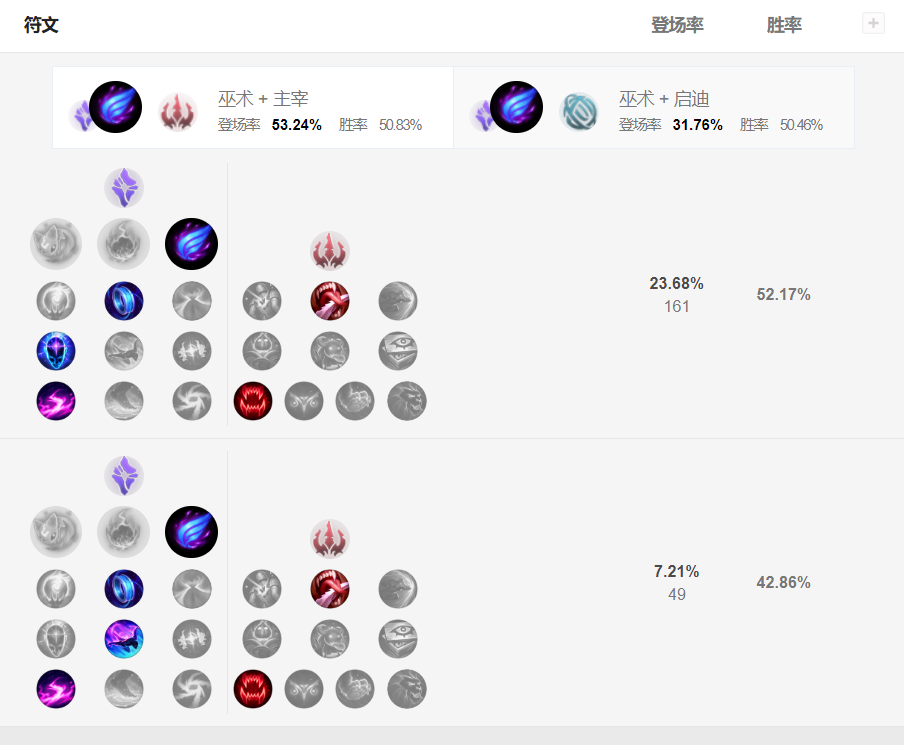 符文 登场率 胜率
巫术 + 主宰
登场率 53.24% 胜率 50.83%
巫术 + 启迪
登场率 31.76% 胜率 50.46%
23.68%
161
52.17%
7.21%
49
42.86%